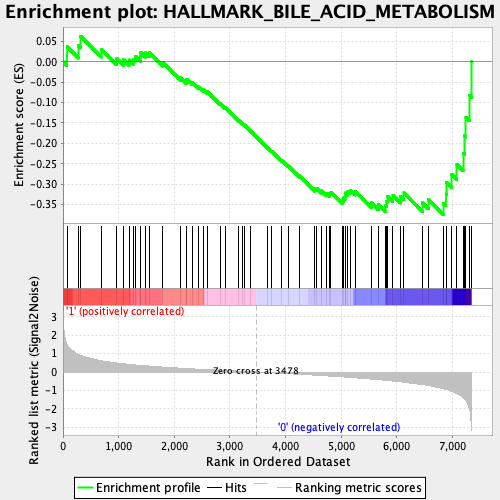 Enrichment plot: HALLMARK_BILE_ACID_METABOLISM
Enrichment score (ES)
0.05
0.00
-0.05
-0.10
-0.15
-0.20
-0.25
-0.30
-0.35
'1' (positively correlated)
Ranked list metric (Signal2Noise)
3
2
1
0
-1
-2
-3
Zero cross at 3478
'0' (negatively correlated)
0 1,000 2,000 3,000 4,000 5,000 6,000 7,000
Rank in Ordered Dataset
Enrichment profile Hits Ranking metric scores